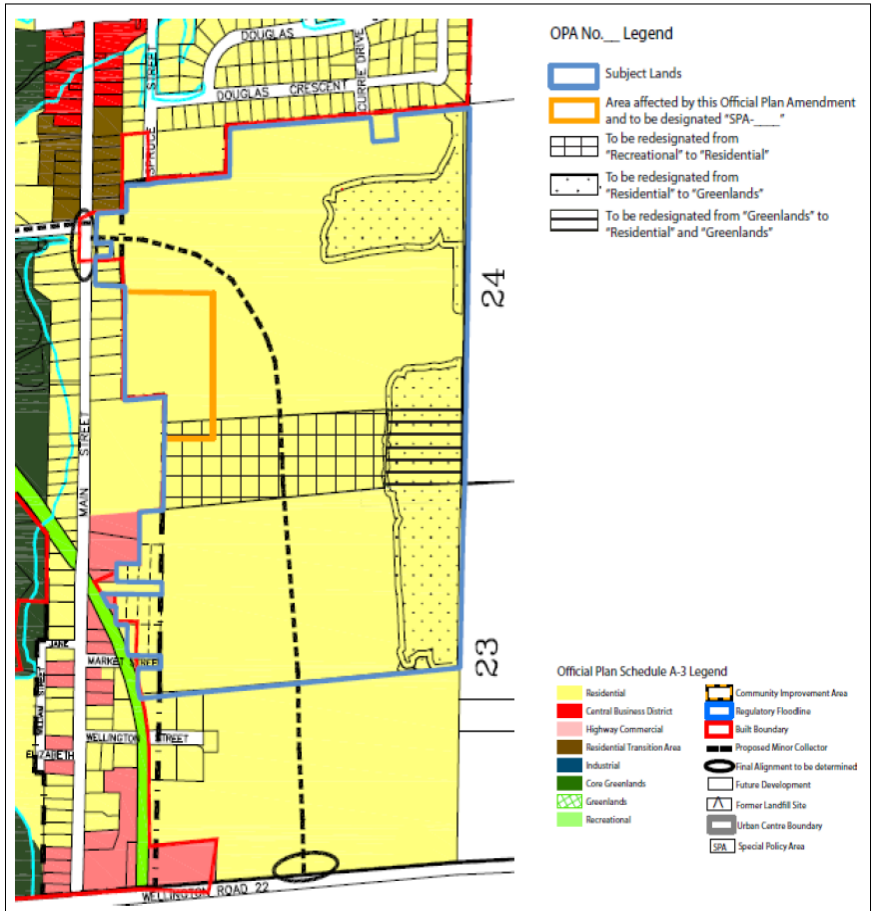 OPA No.__ Legend
Subject Lands
Area affected by this Official Plan Amendment
and to be designated "SPA-____"
To be redesignated from
"Recreational" to "Residential"
To be redesignated from
"Residential" to "Greenlands"
To be redesignated from "Greenlands" to
"Residential" and "Greenlands"
DOUGLAS
STREET
SPRUCE
DOUGLAS CRESCENT
CURRIE DRIVE
24
MAIN STREET
23
JANE
MARKET STREET
WILLIAM STREET
WELLINGTON STREET
ELIZABETH
WELLINGTON ROAD 22
Official Plan Schedule A-3 Legend
Residential
Central Business District
Highway Commercial
Residential Transition Area
Industrial
Core Greenlands
Greenlands
Recreational
Community Improvement Area
Regulatory Floodline
Built Boundary
Proposed Minor Collector
Final Alignment to be determined
Future Development
Former Landfill Site
Urban Centre Boundary
SPA Special Policy Area